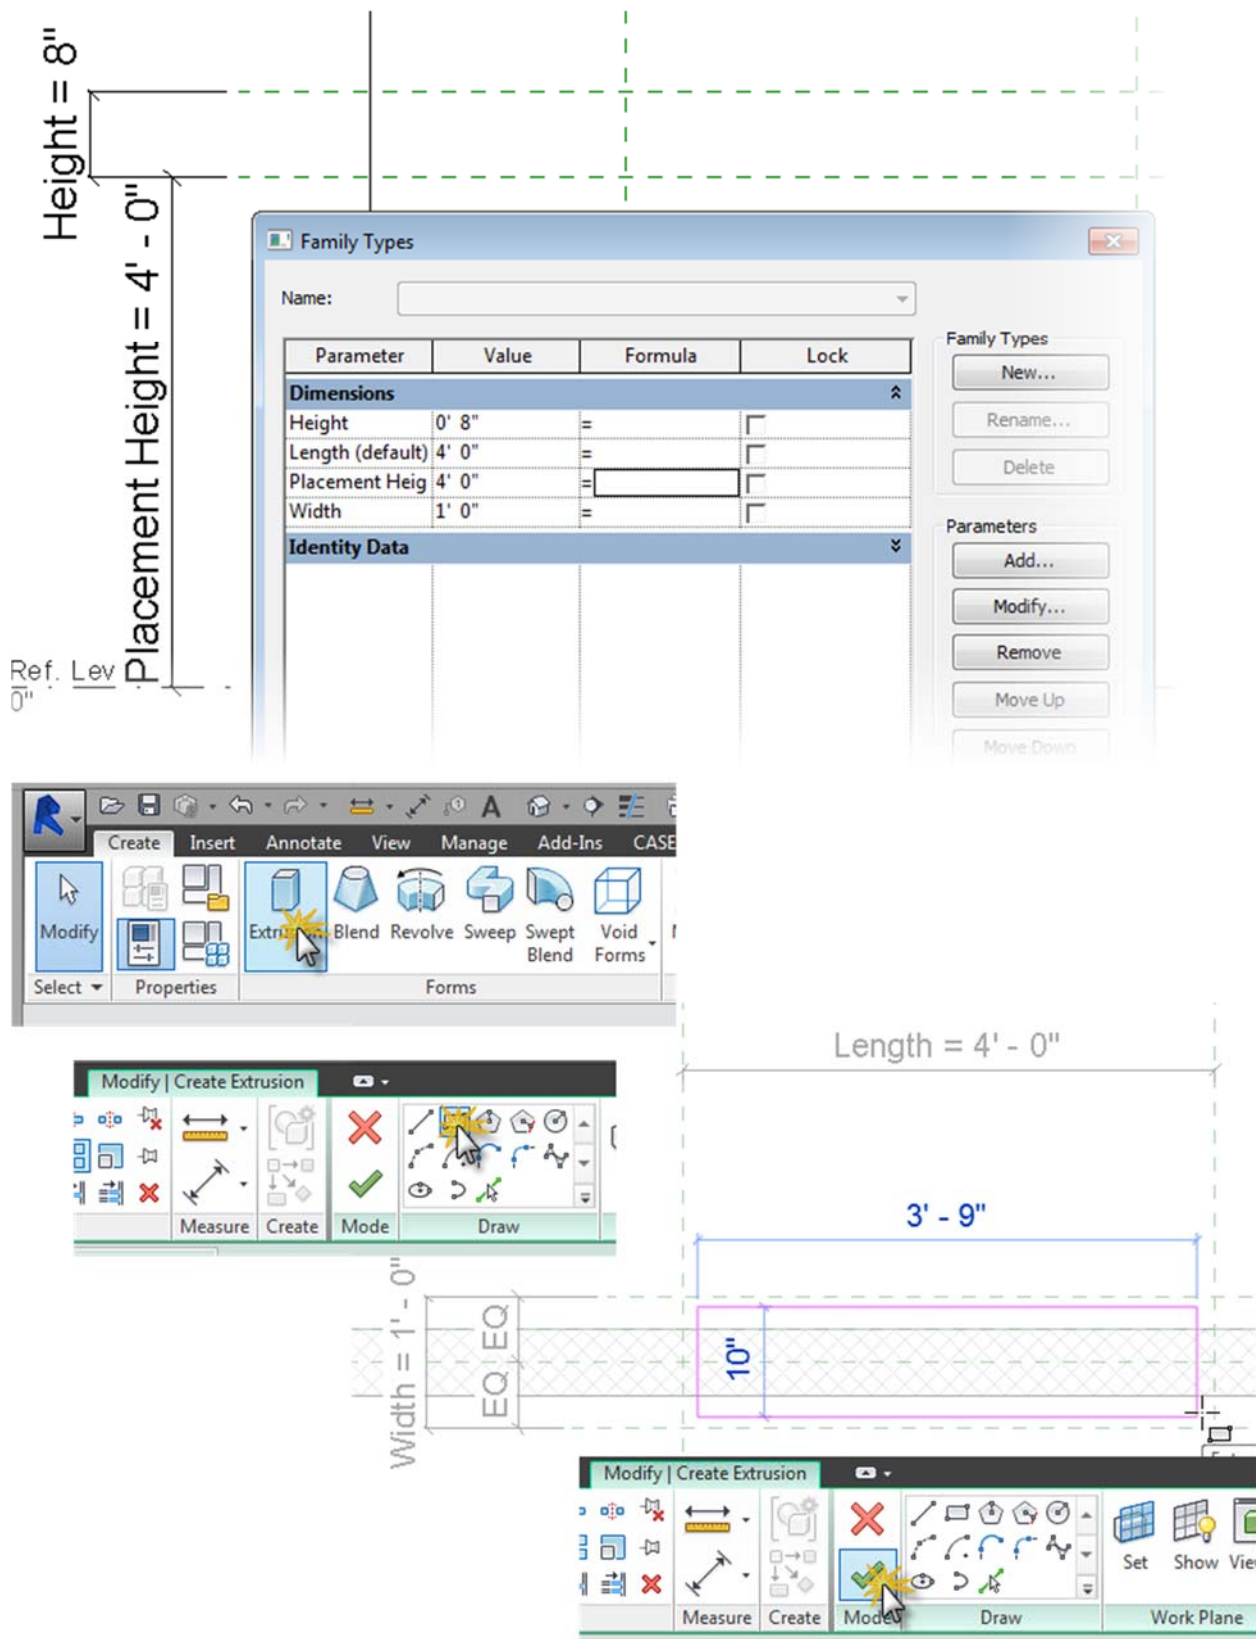 Height = 8"
Placement Height = 4' - 0"
Ref. Lev
0"
Family Types
Name:
Parameter Value Formula Lock
Dimensions
Height 0' 8" =
Length (default) 4' 0" =
Placement Heig 4' 0" =
Width 1' 0" =
Identity Data
Family Types
New...
Rename...
Delete
Parameters
Add...
Modify...
Remove
Move Up
Move Down
Create Insert Annotate View Manage Add-Ins CASE
Modify Extrusion Blend Revolve Sweep Swept Blend Void Forms
Select Properties Forms
Length = 4' - 0"
Modify | Create Extrusion
Measure Create Mode Draw
3' - 9"
Width = 1' - 0"
EQ EQ
10"
Modify | Create Extrusion
Set Show View
Measure Create Mode Draw Work Plane